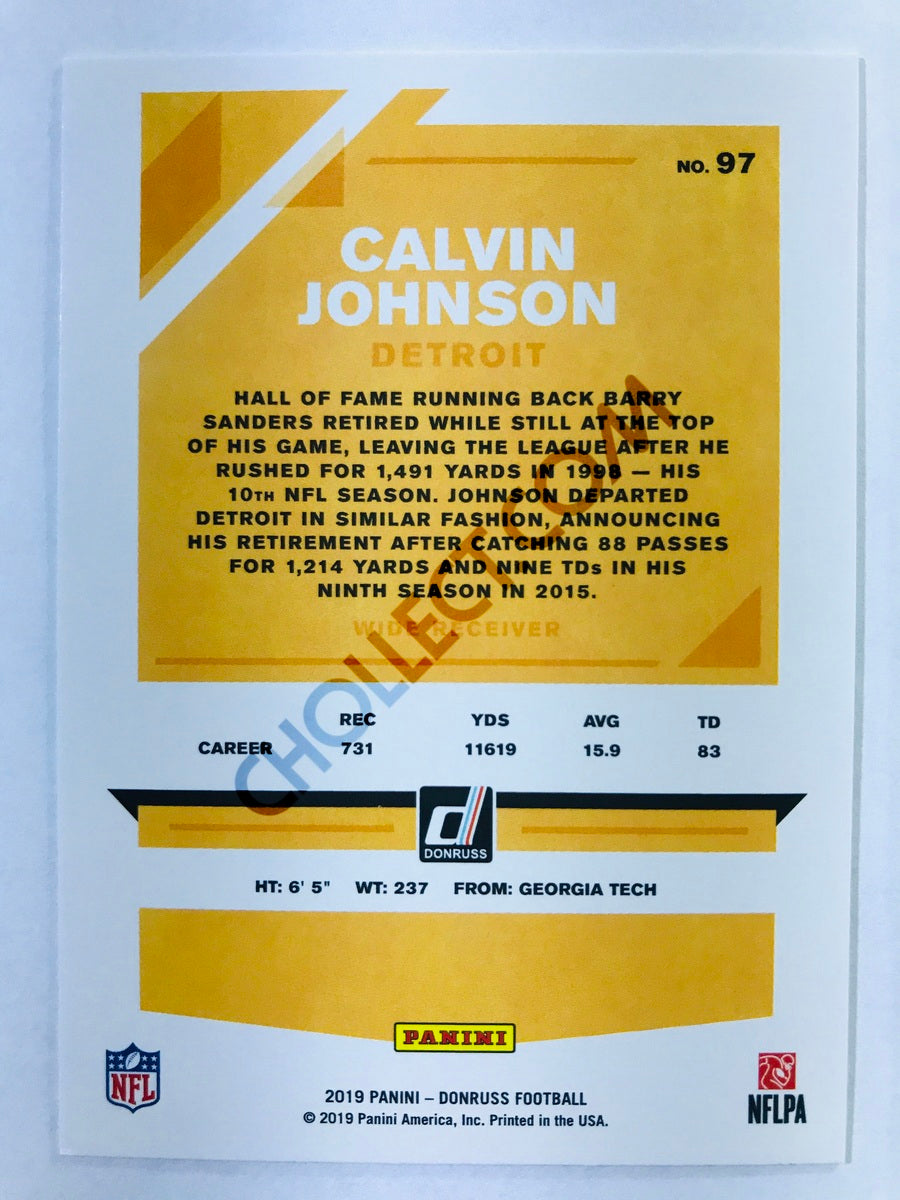 NO. 97
CALVIN
JOHNSON
DETROIT
HALL OF FAME RUNNING BACK BARRY
SANDERS RETIRED WHILE STILL AT THE TOP
OF HIS GAME, LEAVING THE LEAGUE AFTER HE
RUSHED FOR 1,491 YARDS IN 1998 — HIS
10TH NFL SEASON. JOHNSON DEPARTED
DETROIT IN SIMILAR FASHION, ANNOUNCING
HIS RETIREMENT AFTER CATCHING 88 PASSES
FOR 1,214 YARDS AND NINE TDs IN HIS
NINTH SEASON IN 2015.
WIDE RECEIVER
CHOLLECT.COM
REC YDS AVG TD
CAREER 731 11619 15.9 83
d
DONRUSS
HT: 6' 5" WT: 237 FROM: GEORGIA TECH
PANINI
NFL
NFLPA
2019 PANINI – DONRUSS FOOTBALL
© 2019 Panini America, Inc. Printed in the USA.